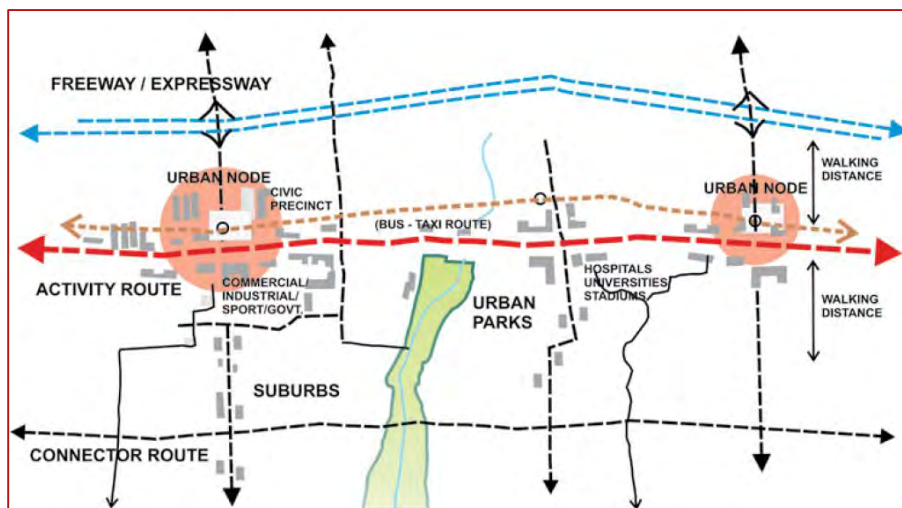 FREEWAY / EXPRESSWAY
URBAN NODE
CIVIC
PRECINCT
(BUS - TAXI ROUTE)
URBAN NODE
WALKING
DISTANCE
ACTIVITY ROUTE
COMMERCIAL/
INDUSTRIAL/
SPORT/GOVT.
URBAN
PARKS
HOSPITALS
UNIVERSITIES
STADIUMS
WALKING
DISTANCE
SUBURBS
CONNECTOR ROUTE